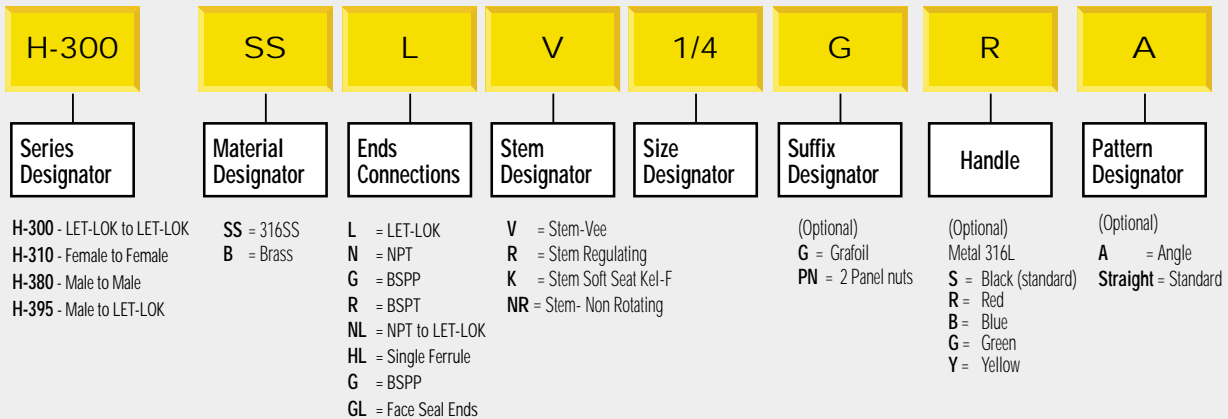 H-300 SS L V 1/4 G R A
Series Designator
Material Designator
Ends Connections
Stem Designator
Size Designator
Suffix Designator
Handle
Pattern Designator
H-300 - LET-LOK to LET-LOK
H-310 - Female to Female
H-380 - Male to Male
H-395 - Male to LET-LOK
SS = 316SS
B = Brass
L = LET-LOK
N = NPT
G = BSPP
R = BSPT
NL = NPT to LET-LOK
HL = Single Ferrule
G = BSPP
GL = Face Seal Ends
V = Stem-Vee
R = Stem Regulating
K = Stem Soft Seat Kel-F
NR = Stem- Non Rotating
(Optional)
G = Grafoil
PN = 2 Panel nuts
(Optional)
Metal 316L
S = Black (standard)
R = Red
B = Blue
G = Green
Y = Yellow
(Optional)
A = Angle
Straight = Standard